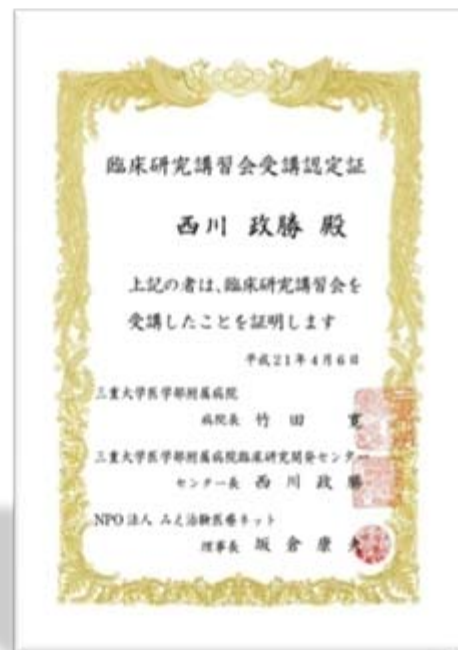 臨床研究講習会受講認定証
西川 政勝 殿
上記の者は、臨床研究講習会を
受講したことを証明します
平成21年4月6日
三重大学医学部附属病院
病院長 竹田 寛
三重大学医学部附属病院臨床研究開発センター
センター長 西川政勝
NPO法人 みえ治験医療ネット
理事長 坂倉康夫